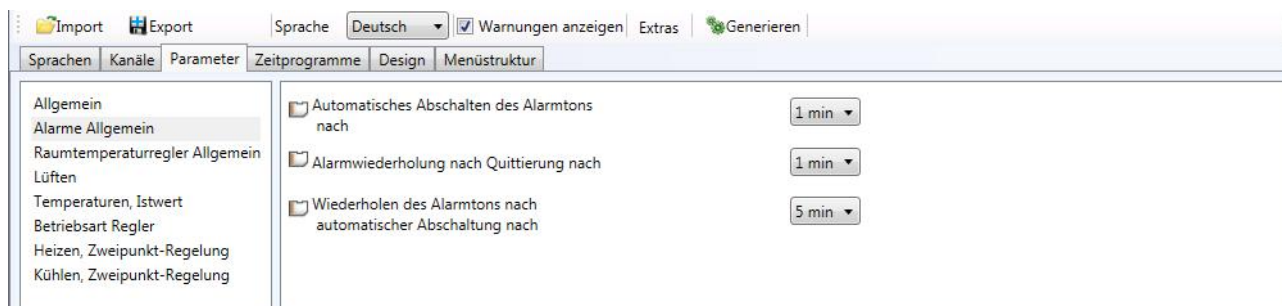 Import Export Sprache Deutsch Warnungen anzeigen Extras Generieren
Sprachen Kanäle Parameter Zeitprogramme Design Menüstruktur
Allgemein
Alarme Allgemein
Raumtemperaturregler Allgemein
Lüften
Temperaturen, Istwert
Betriebsart Regler
Heizen, Zweipunkt-Regelung
Kühlen, Zweipunkt-Regelung
Automatisches Abschalten des Alarmtons
nach
1 min
Alarmwiederholung nach Quittierung nach
1 min
Wiederholen des Alarmtons nach
automatischer Abschaltung nach
5 min